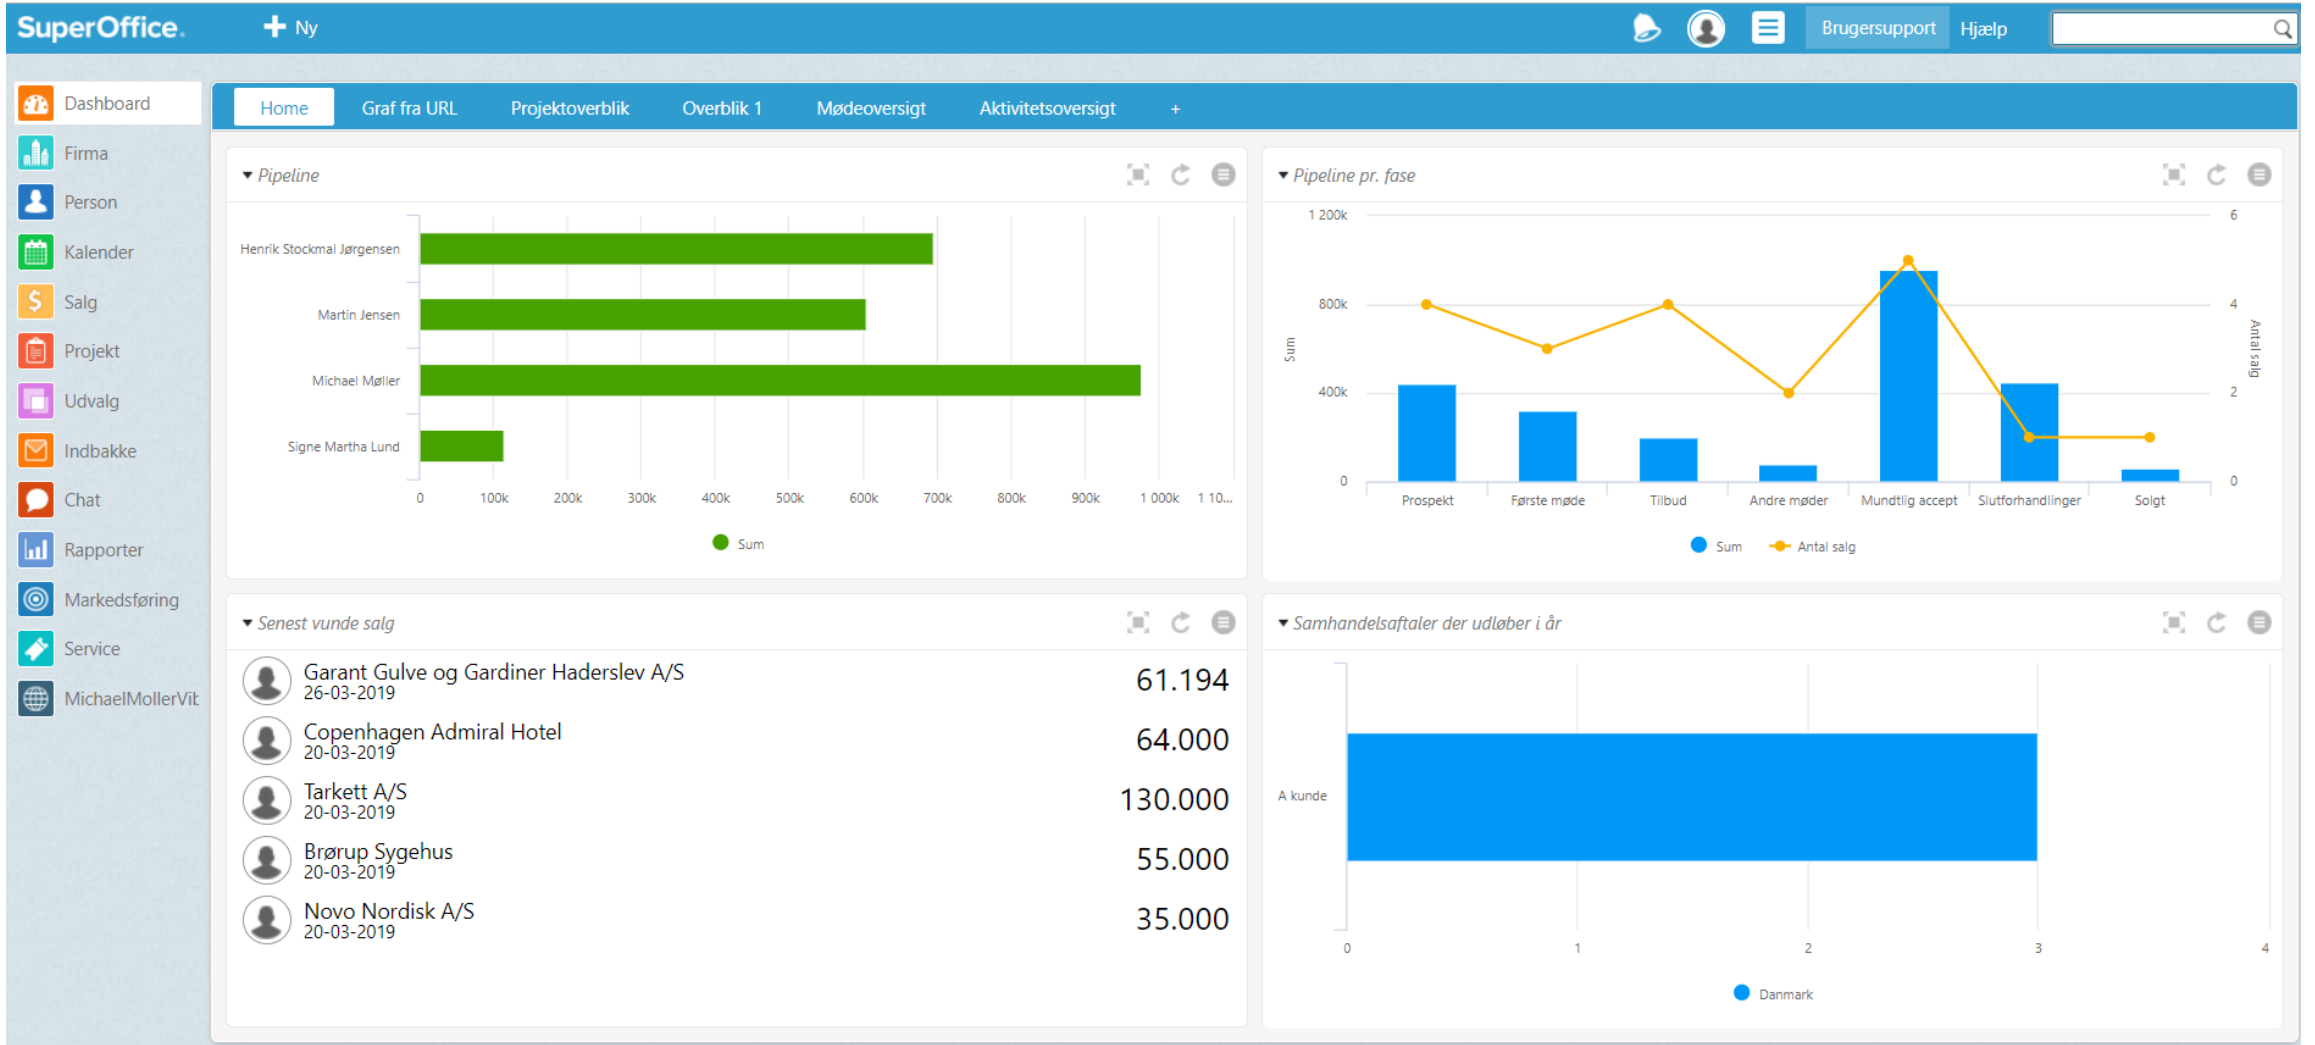 SuperOffice.
Ny
Brugersupport
Hjælp
Dashboard
Firma
Person
Kalender
Salg
Projekt
Udvalg
Indbakke
Chat
Rapporter
Markedsføring
Service
MichaelMollerVit
Home
Graf fra URL
Projektoverblik
Overblik 1
Mødeoversigt
Aktivitetsoversigt
+
Pipeline
Henrik Stockmal Jørgensen
Martin Jensen
Michael Møller
Signe Martha Lund
0 100k 200k 300k 400k 500k 600k 700k 800k 900k 1 000k 1 10...
Sum
Pipeline pr. fase
1 200k
800k
400k
0
Sum
6
4
2
0
Antal salg
Prospekt Første møde Tilbud Andre møder Mundtlig accept Slutforhandlinger Solgt
Sum Antal salg
Senest vunde salg
Garant Gulve og Gardiner Haderslev A/S
26-03-2019
61.194
Copenhagen Admiral Hotel
20-03-2019
64.000
Tarkett A/S
20-03-2019
130.000
Brørup Sygehus
20-03-2019
55.000
Novo Nordisk A/S
20-03-2019
35.000
Samhandelsaftaler der udløber i år
A kunde
0 1 2 3 4
Danmark